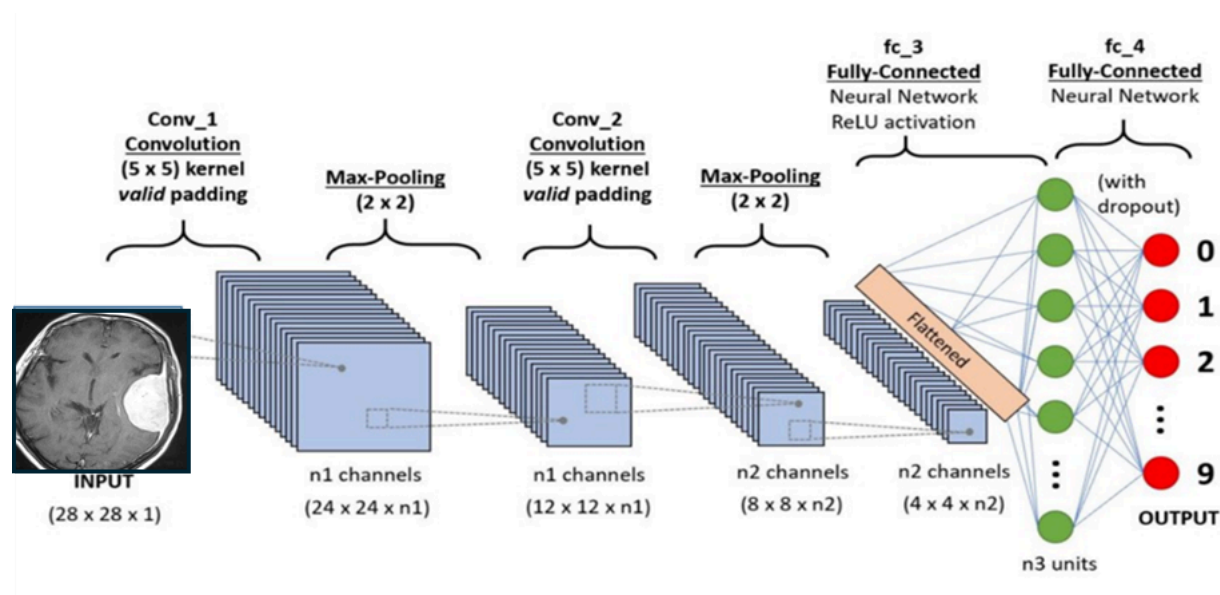 Conv_1
Convolution
(5 x 5) kernel
valid padding
Max-Pooling
(2 x 2)
Conv_2
Convolution
(5 x 5) kernel
valid padding
Max-Pooling
(2 x 2)
fc_3
Fully-Connected
Neural Network
ReLU activation
fc_4
Fully-Connected
Neural Network
(with
dropout)
Flattened
0
1
2
9
OUTPUT
INPUT
(28 x 28 x 1)
n1 channels
(24 x 24 x n1)
n1 channels
(12 x 12 x n1)
n2 channels
(8 x 8 x n2)
n2 channels
(4 x 4 x n2)
n3 units